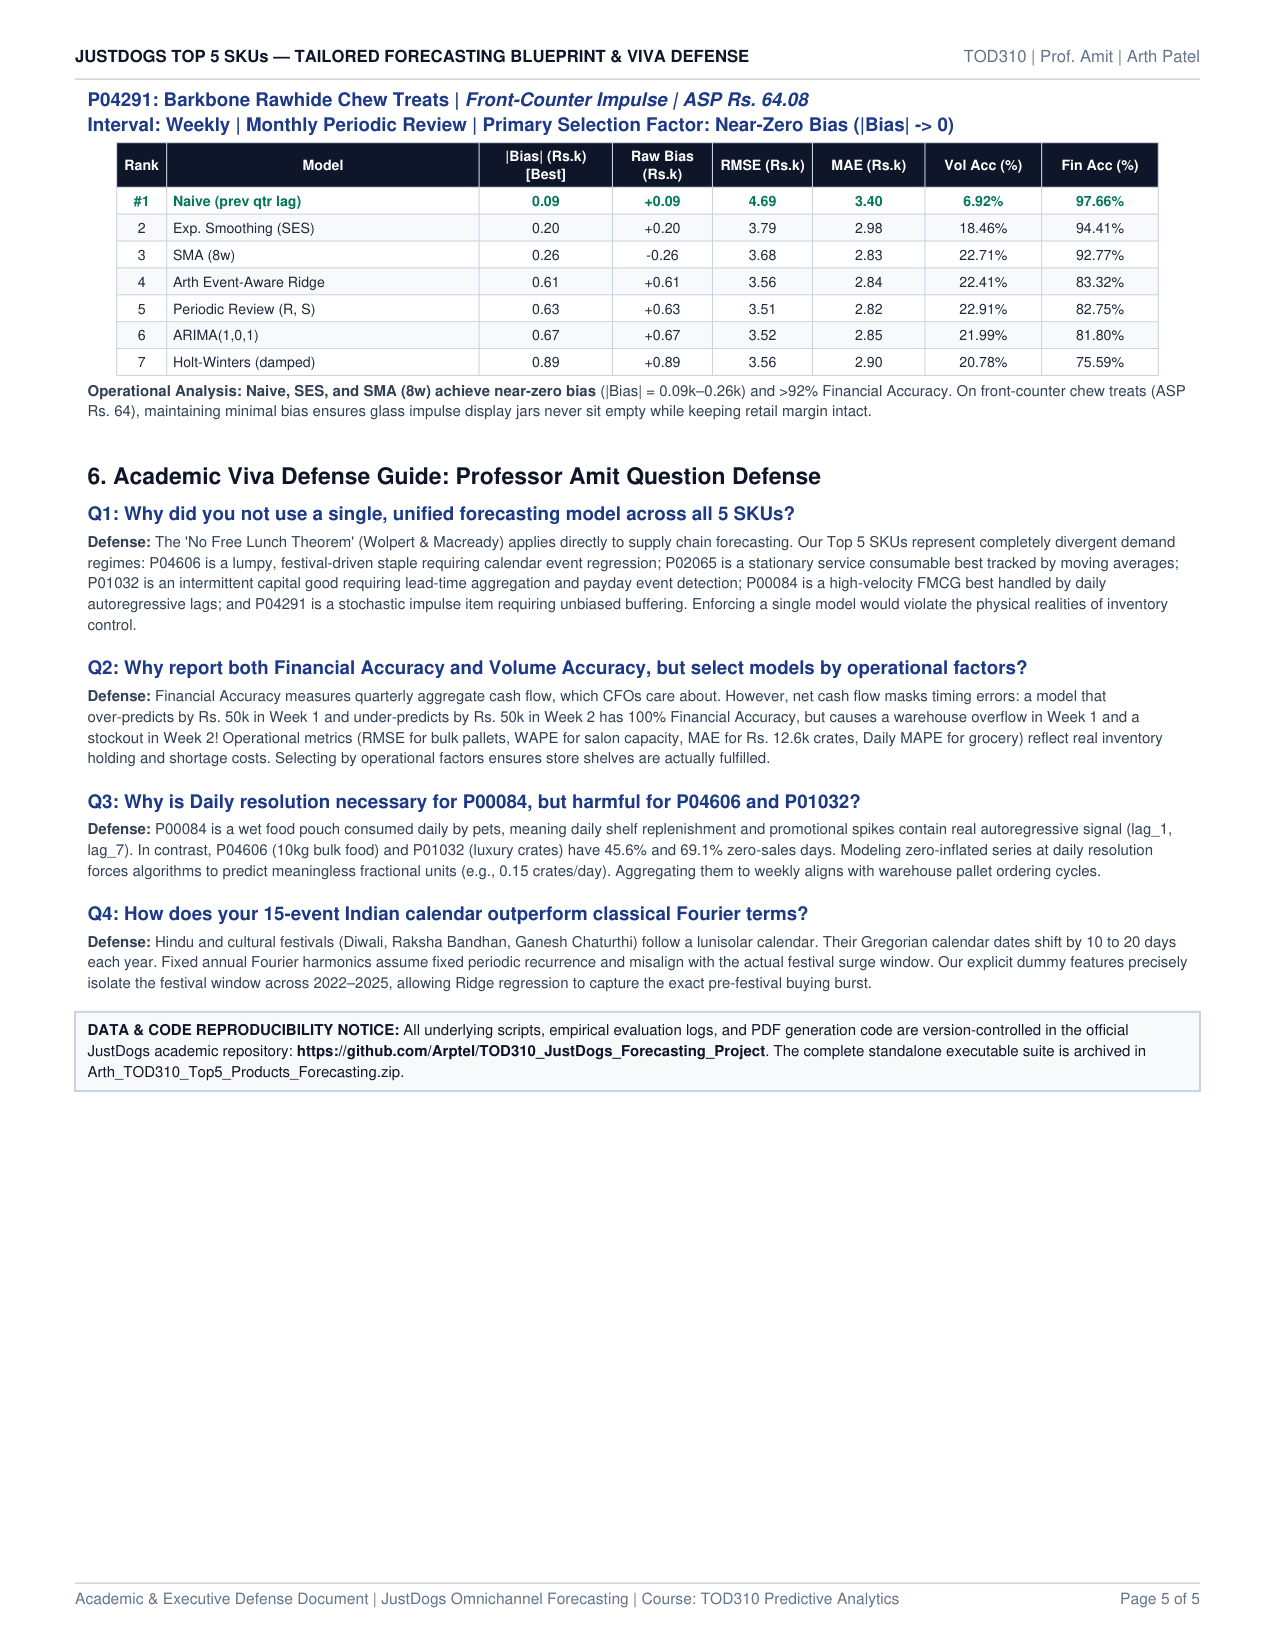 JUSTDOGS TOP 5 SKUs — TAILORED FORECASTING BLUEPRINT & VIVA DEFENSE
TOD310 | Prof. Amit | Arth Patel
P04291: Barkbone Rawhide Chew Treats | Front-Counter Impulse | ASP Rs. 64.08
Interval: Weekly | Monthly Periodic Review | Primary Selection Factor: Near-Zero Bias (|Bias| -> 0)
Rank Model |Bias| (Rs.k) [Best] Raw Bias (Rs.k) RMSE (Rs.k) MAE (Rs.k) Vol Acc (%) Fin Acc (%)
#1 Naive (prev qtr lag) 0.09 +0.09 4.69 3.40 6.92% 97.66%
2 Exp. Smoothing (SES) 0.20 +0.20 3.79 2.98 18.46% 94.41%
3 SMA (8w) 0.26 -0.26 3.68 2.83 22.71% 92.77%
4 Arth Event-Aware Ridge 0.61 +0.61 3.56 2.84 22.41% 83.32%
5 Periodic Review (R, S) 0.63 +0.63 3.51 2.82 22.91% 82.75%
6 ARIMA(1,0,1) 0.67 +0.67 3.52 2.85 21.99% 81.80%
7 Holt-Winters (damped) 0.89 +0.89 3.56 2.90 20.78% 75.59%
Operational Analysis: Naive, SES, and SMA (8w) achieve near-zero bias (|Bias| = 0.09k–0.26k) and >92% Financial Accuracy. On front-counter chew treats (ASP
Rs. 64), maintaining minimal bias ensures glass impulse display jars never sit empty while keeping retail margin intact.
6. Academic Viva Defense Guide: Professor Amit Question Defense
Q1: Why did you not use a single, unified forecasting model across all 5 SKUs?
Defense: The 'No Free Lunch Theorem' (Wolpert & Macready) applies directly to supply chain forecasting. Our Top 5 SKUs represent completely divergent demand
regimes: P04606 is a lumpy, festival-driven staple requiring calendar event regression; P02065 is a stationary service consumable best tracked by moving averages;
P01032 is an intermittent capital good requiring lead-time aggregation and payday event detection; P00084 is a high-velocity FMCG best handled by daily
autoregressive lags; and P04291 is a stochastic impulse item requiring unbiased buffering. Enforcing a single model would violate the physical realities of inventory
control.
Q2: Why report both Financial Accuracy and Volume Accuracy, but select models by operational factors?
Defense: Financial Accuracy measures quarterly aggregate cash flow, which CFOs care about. However, net cash flow masks timing errors: a model that
over-predicts by Rs. 50k in Week 1 and under-predicts by Rs. 50k in Week 2 has 100% Financial Accuracy, but causes a warehouse overflow in Week 1 and a
stockout in Week 2! Operational metrics (RMSE for bulk pallets, WAPE for salon capacity, MAE for Rs. 12.6k crates, Daily MAPE for grocery) reflect real inventory
holding and shortage costs. Selecting by operational factors ensures store shelves are actually fulfilled.
Q3: Why is Daily resolution necessary for P00084, but harmful for P04606 and P01032?
Defense: P00084 is a wet food pouch consumed daily by pets, meaning daily shelf replenishment and promotional spikes contain real autoregressive signal (lag_1,
lag_7). In contrast, P04606 (10kg bulk food) and P01032 (luxury crates) have 45.6% and 69.1% zero-sales days. Modeling zero-inflated series at daily resolution
forces algorithms to predict meaningless fractional units (e.g., 0.15 crates/day). Aggregating them to weekly aligns with warehouse pallet ordering cycles.
Q4: How does your 15-event Indian calendar outperform classical Fourier terms?
Defense: Hindu and cultural festivals (Diwali, Raksha Bandhan, Ganesh Chaturthi) follow a lunisolar calendar. Their Gregorian calendar dates shift by 10 to 20 days
each year. Fixed annual Fourier harmonics assume fixed periodic recurrence and misalign with the actual festival surge window. Our explicit dummy features precisely
isolate the festival window across 2022–2025, allowing Ridge regression to capture the exact pre-festival buying burst.
DATA & CODE REPRODUCIBILITY NOTICE: All underlying scripts, empirical evaluation logs, and PDF generation code are version-controlled in the official
JustDogs academic repository: https://github.com/Arptel/TOD310_JustDogs_Forecasting_Project. The complete standalone executable suite is archived in
Arth_TOD310_Top5_Products_Forecasting.zip.
Academic & Executive Defense Document | JustDogs Omnichannel Forecasting | Course: TOD310 Predictive Analytics
Page 5 of 5